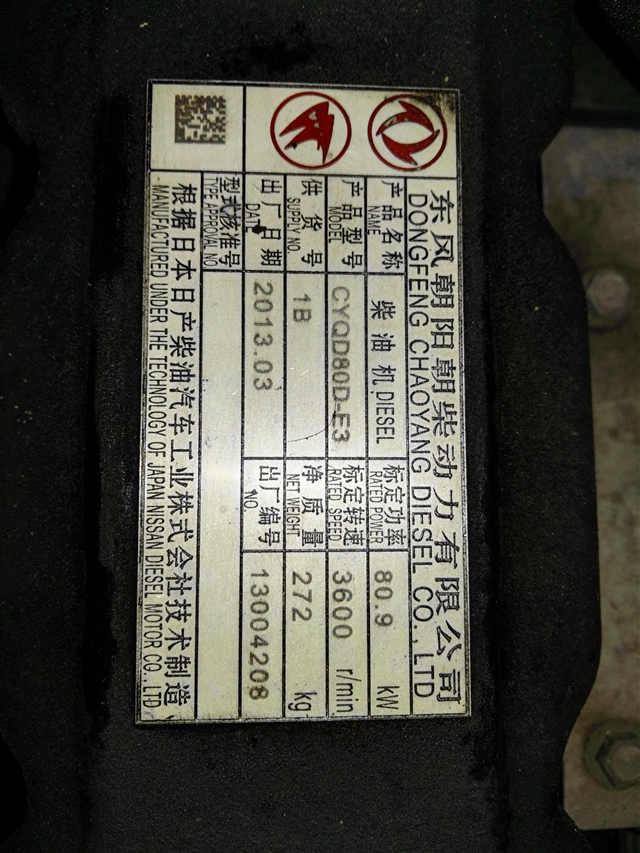 东风朝阳朝柴动力有限公司
DONGFENG CHAOYANG DIESEL CO.,LTD
产品名称 柴油机 DIESEL 标定功率 80.9 kW
NAME RATED POWER
产品型号 CYQD80D-E3 标定转速 3600 r/min
MODEL RATED SPEED
供货号 1B 净质量 272 kg
SUPPLY NO. NET WEIGHT
出厂日期 2013.03 出厂编号 13004208
DATE NO.
型式核准号
TYPE APPROVAL NO
根据日本日产柴油汽车工业株式会社技术制造
MANUFACTURED UNDER THE TECHNOLOGY OF JAPAN NISSAN DIESEL MOTOR CO.,LTD